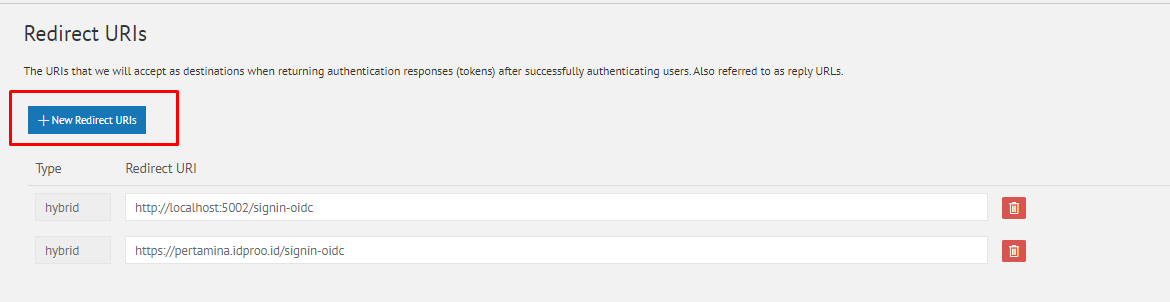 Redirect URIs
The URIs that we will accept as destinations when returning authentication responses (tokens) after successfully authenticating users. Also referred to as reply URLs.
New Redirect URIs
Type Redirect URI
hybrid http://localhost:5002/signin-oidc
hybrid https://pertamina.idproo.id/signin-oidc